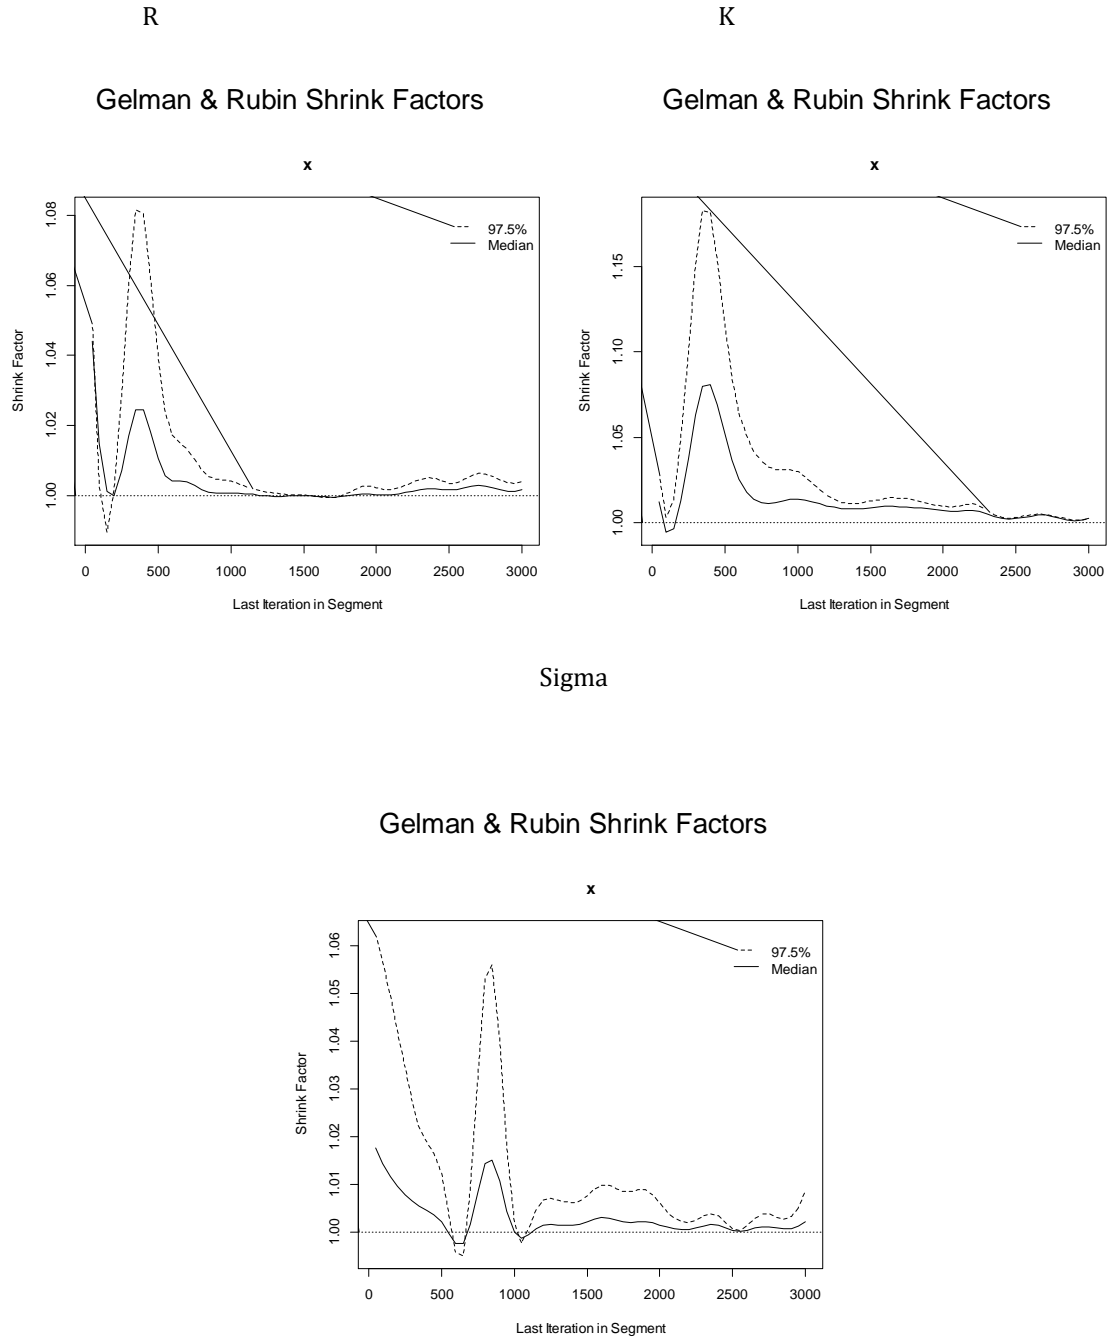 R
K
Gelman & Rubin Shrink Factors
Gelman & Rubin Shrink Factors
x
x
1.08
1.06
1.04
1.02
1.00
Shrink Factor
97.5%
Median
0 500 1000 1500 2000 2500 3000
Last Iteration in Segment
1.15
1.10
1.05
1.00
Shrink Factor
97.5%
Median
0 500 1000 1500 2000 2500 3000
Last Iteration in Segment
Sigma
Gelman & Rubin Shrink Factors
x
1.06
1.05
1.04
1.03
1.02
1.01
1.00
Shrink Factor
97.5%
Median
0 500 1000 1500 2000 2500 3000
Last Iteration in Segment